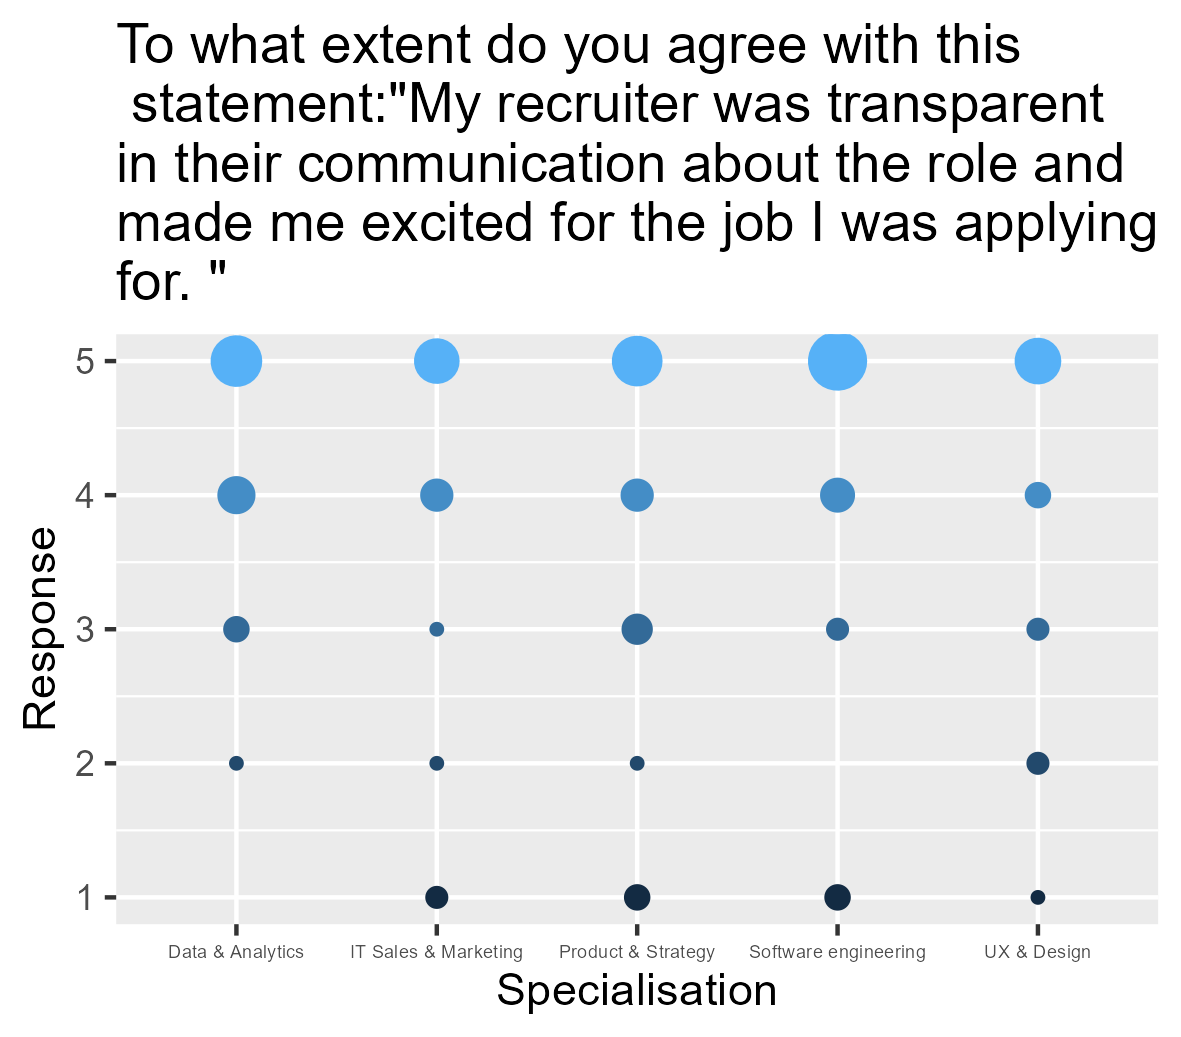 To what extent do you agree with this
statement:"My recruiter was transparent
in their communication about the role and
made me excited for the job I was applying
for. "
5
4
3
2
1
Response
Data & Analytics
IT Sales & Marketing
Product & Strategy
Software engineering
UX & Design
Specialisation